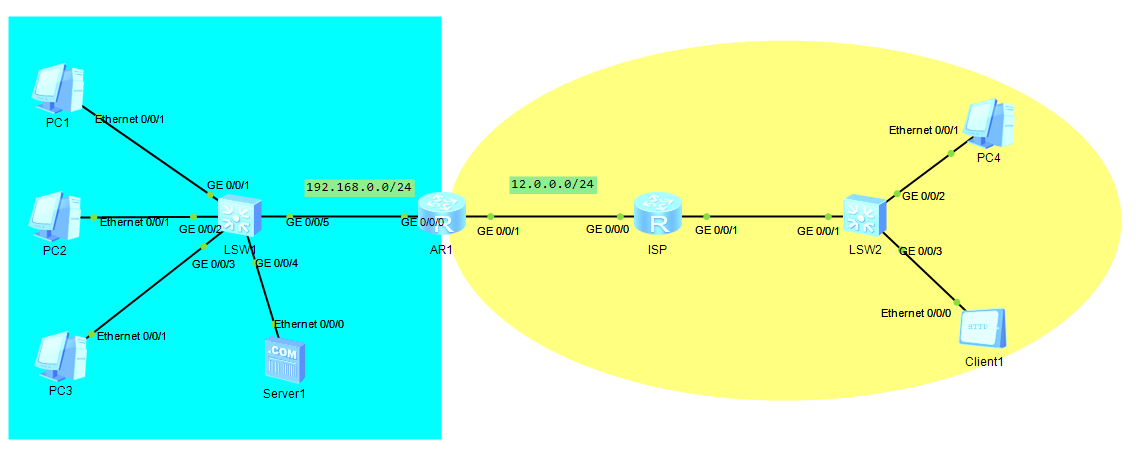 PC1
Ethernet 0/0/1
PC2
Ethernet 0/0/1
PC3
Ethernet 0/0/1
GE 0/0/1
GE 0/0/2
GE 0/0/3
LSW1
GE 0/0/4
GE 0/0/5
Ethernet 0/0/0
.COM
Server1
192.168.0.0/24
GE 0/0/0
R
AR1
GE 0/0/1
12.0.0.0/24
GE 0/0/0
R
ISP
GE 0/0/1
GE 0/0/1
LSW2
GE 0/0/2
GE 0/0/3
Ethernet 0/0/1
PC4
Ethernet 0/0/0
HTTP
Client1